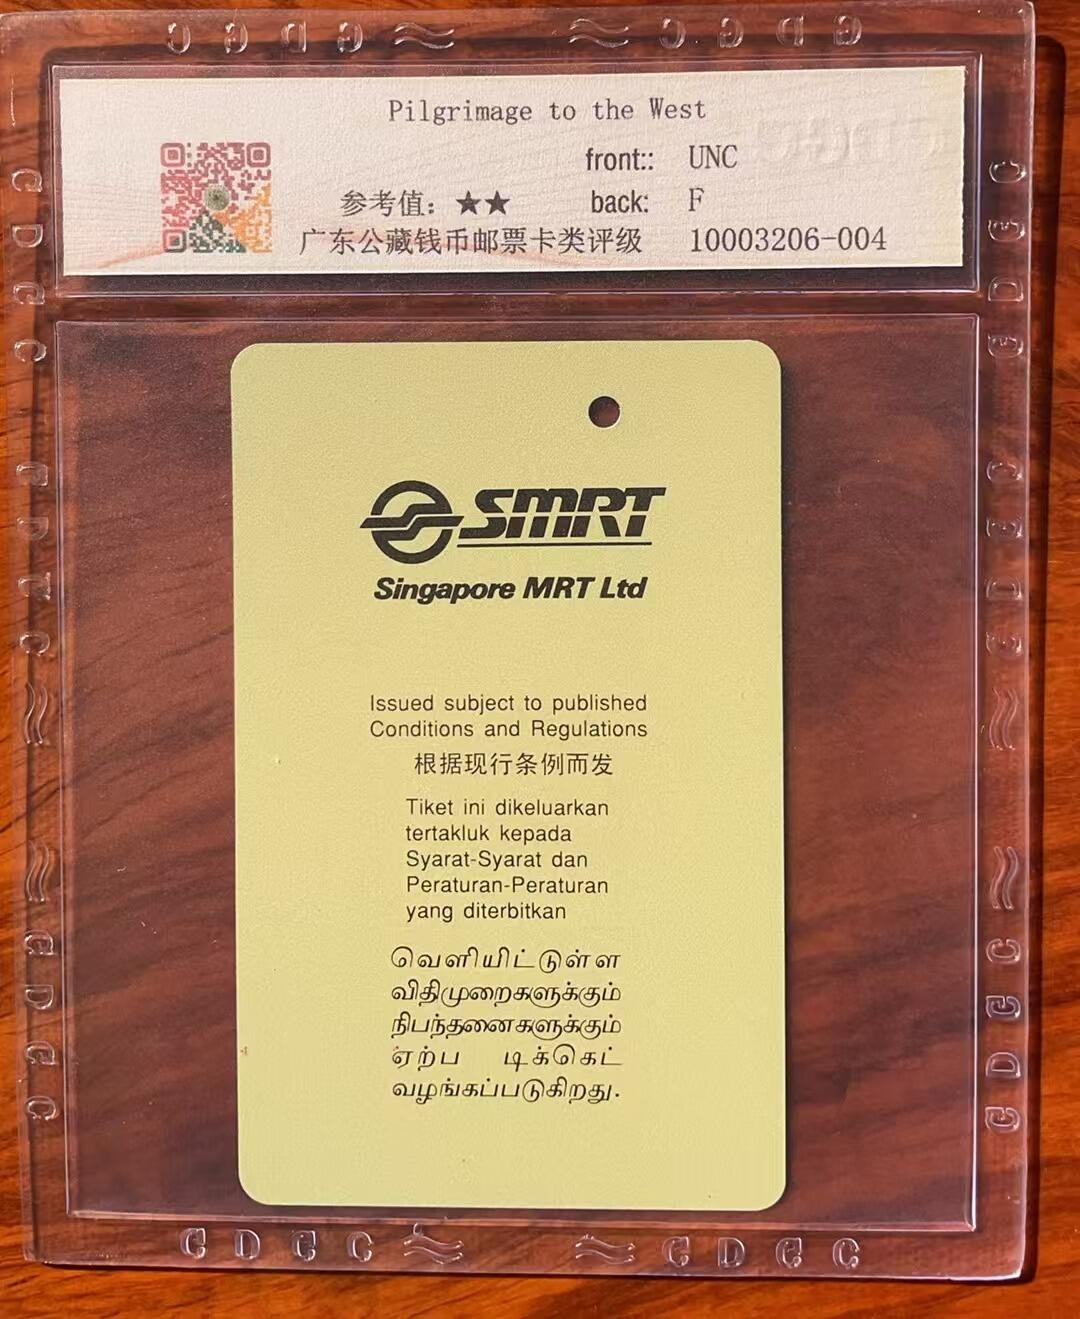 Pilgrimage to the West
front:: UNC
参考值：★★ back: F
广东公藏钱币邮票卡类评级 10003206-004
SMRT
Singapore MRT Ltd
Issued subject to published
Conditions and Regulations
根据现行条例而发
Tiket ini dikeluarkan
tertakluk kepada
Syarat-Syarat dan
Peraturan-Peraturan
yang diterbitkan
வெளியிட்டுள்ள
விதிமுறைகளுக்கும்
நிபந்தனைகளுக்கும்
ஏற்ப டிக்கெட்
வழங்கப்படுகிறது.